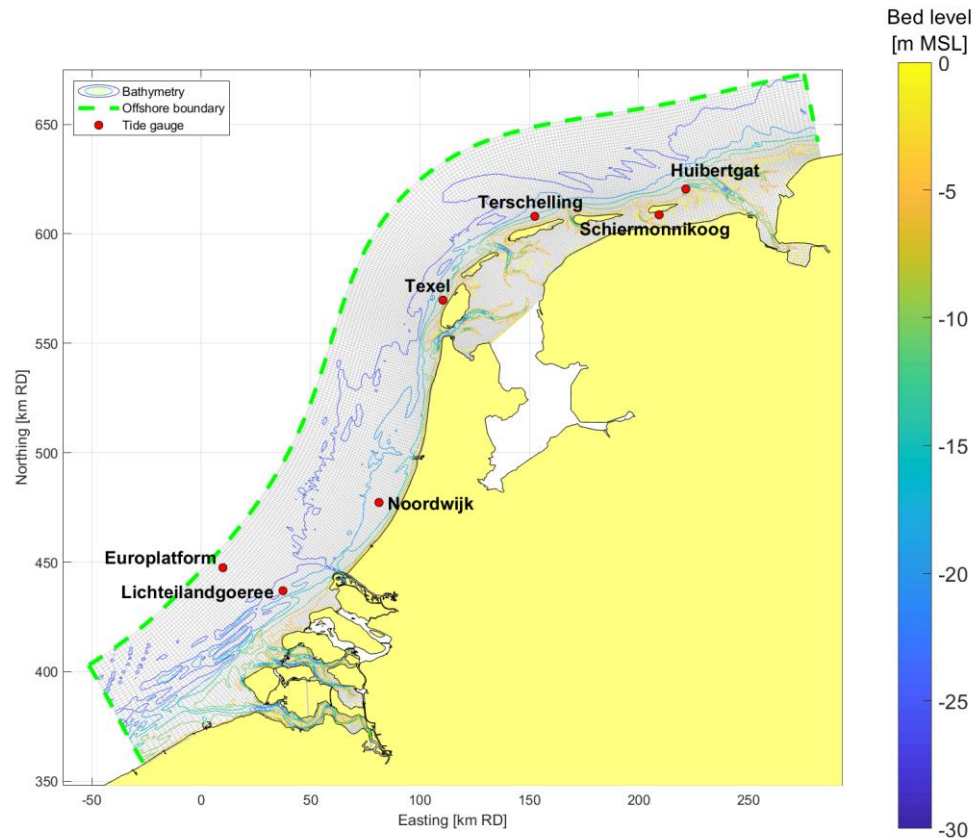 Bed level
[m MSL]
Bathymetry
Offshore boundary
Tide gauge
Huibertgat
Terschelling
Schiermonnikoog
Texel
Noordwijk
Europlatform
Lichteilandgoeree
Northing [km RD]
650
600
550
500
450
400
350
-50
0
50
100
150
200
250
Easting [km RD]
0
-5
-10
-15
-20
-25
-30